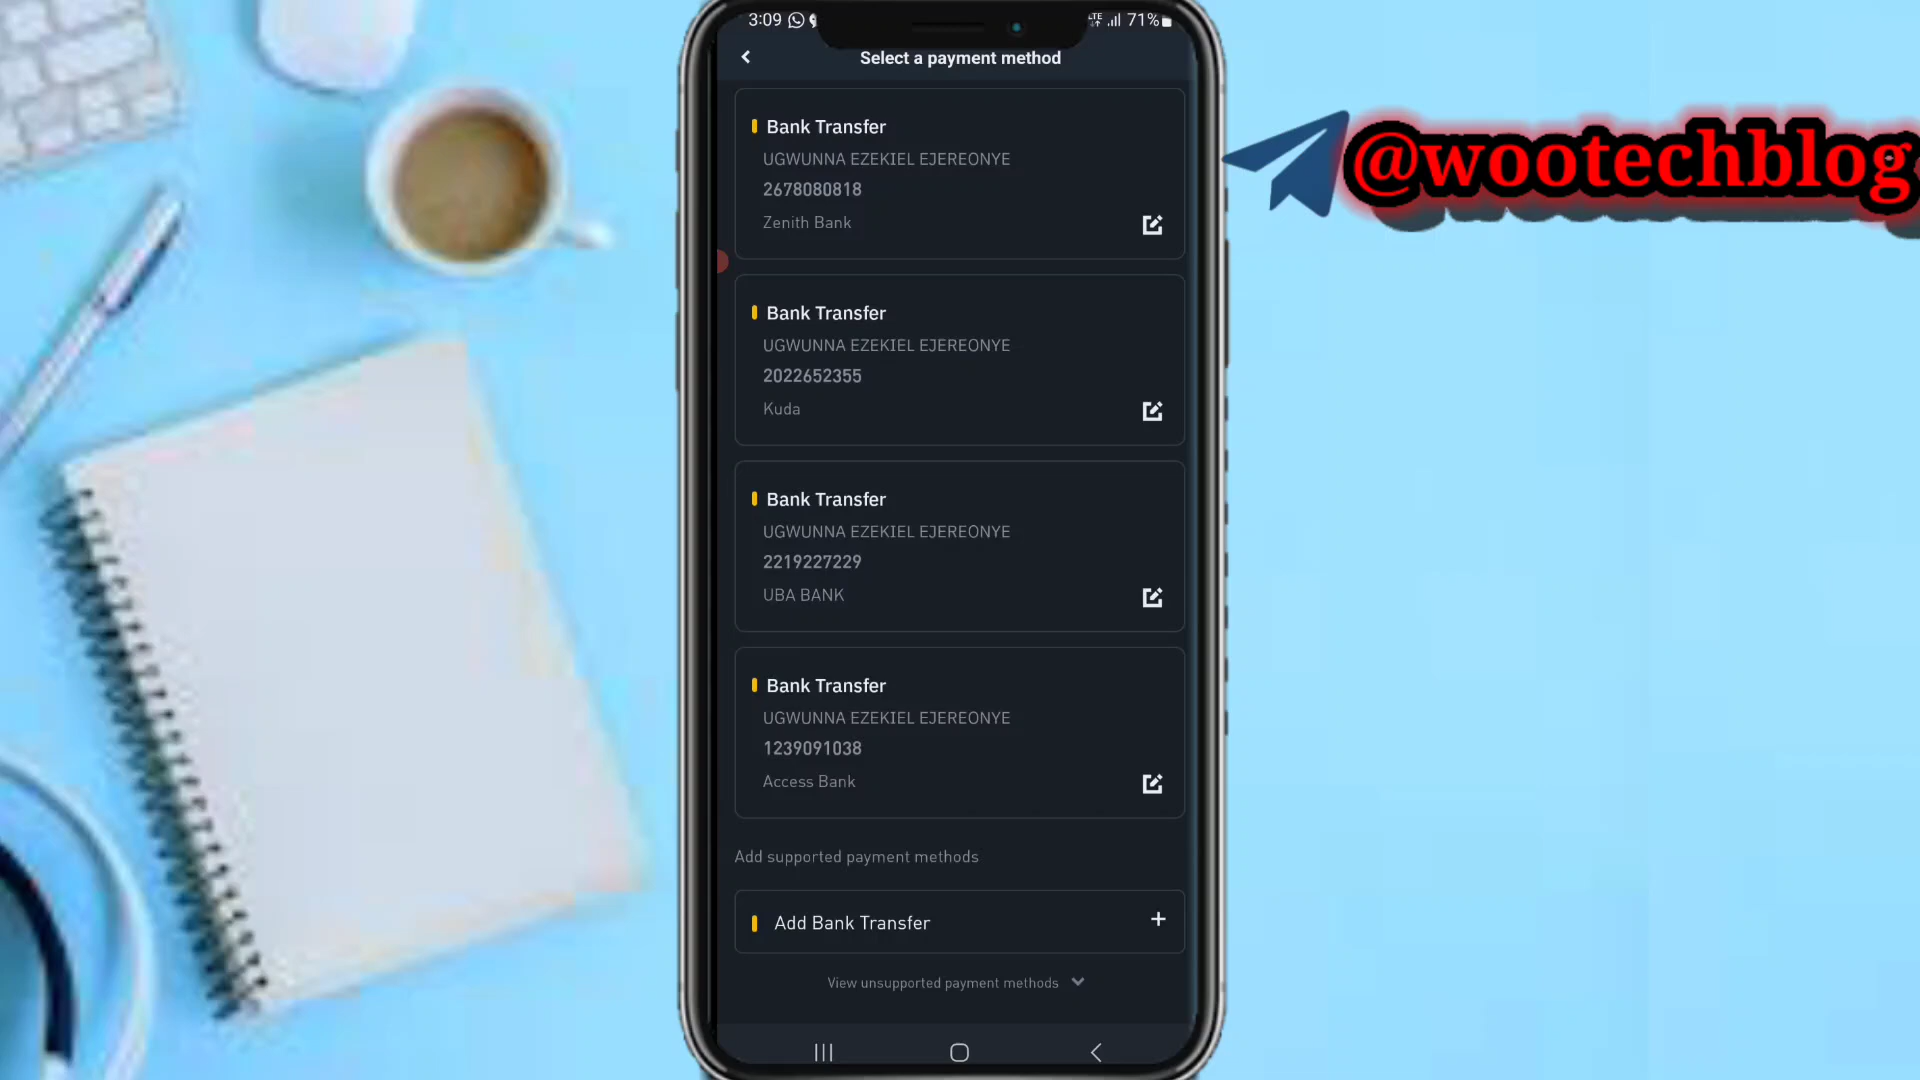 3:09
LTE 71%
Select a payment method
Bank Transfer
UGWUNNA EZEKIEL EJEREONYE
2678080818
Zenith Bank
Bank Transfer
UGWUNNA EZEKIEL EJEREONYE
2022652355
Kuda
Bank Transfer
UGWUNNA EZEKIEL EJEREONYE
2219227229
UBA BANK
Bank Transfer
UGWUNNA EZEKIEL EJEREONYE
1239091038
Access Bank
Add supported payment methods
Add Bank Transfer
View unsupported payment methods
@wootechblog